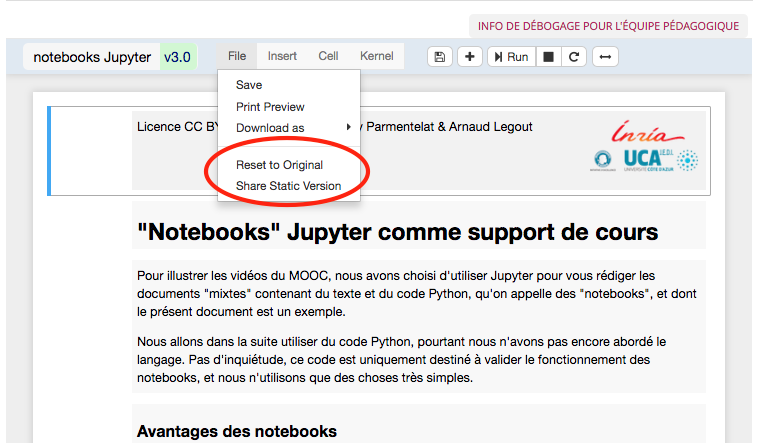 INFO DE DÉBOGAGE POUR L'ÉQUIPE PÉDAGOGIQUE
notebooks Jupyter v3.0 File Insert Cell Kernel Run
Save
Print Preview
Download as
Licence CC BY Parmentelat & Arnaud Legout
Inria
UCA
UNIVERSITÉ CÔTE D'AZUR
Reset to Original
Share Static Version
"Notebooks" Jupyter comme support de cours
Pour illustrer les vidéos du MOOC, nous avons choisi d'utiliser Jupyter pour vous rédiger les
documents "mixtes" contenant du texte et du code Python, qu'on appelle des "notebooks", et dont
le présent document est un exemple.
Nous allons dans la suite utiliser du code Python, pourtant nous n'avons pas encore abordé le
langage. Pas d'inquiétude, ce code est uniquement destiné à valider le fonctionnement des
notebooks, et nous n'utilisons que des choses très simples.
Avantages des notebooks